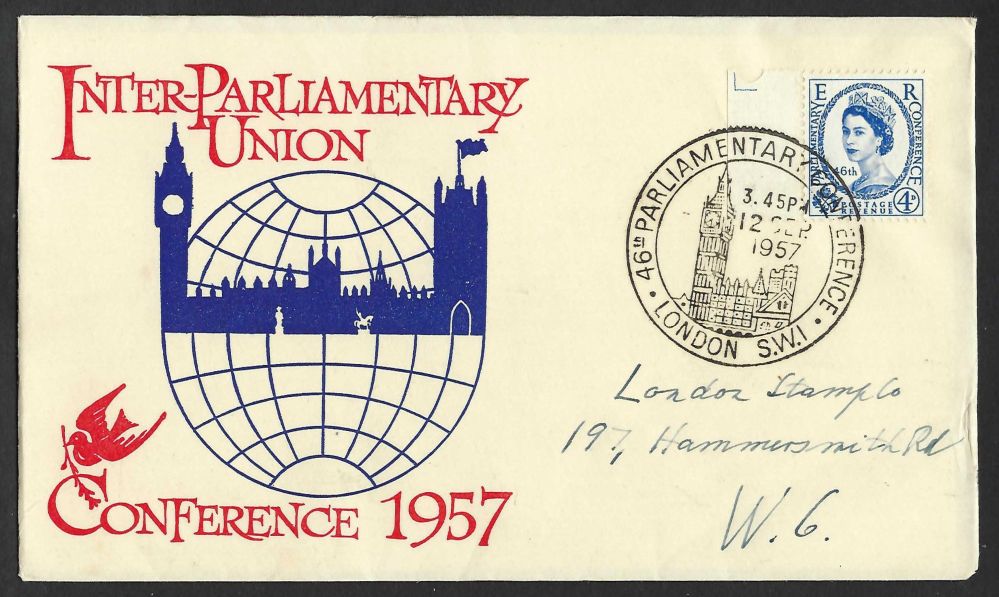 INTER-PARLIAMENTARY
UNION
CONFERENCE 1957
E R
PARLIAMENTARY CONFERENCE
46th
POSTAGE
REVENUE
4D
46TH PARLIAMENTARY CONFERENCE
3.45PM
12 SEP
1957
LONDON S.W.1
London Stamp Co
197, Hammersmith Rd
W. 6.